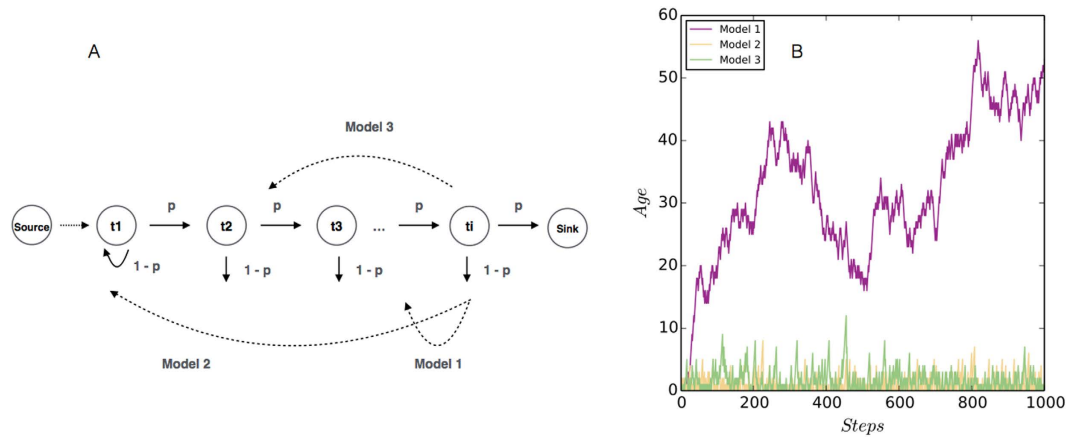 A
Model 3
Source
t1
p
t2
p
t3
...
p
ti
p
Sink
1 - p
1 - p
1 - p
1 - p
Model 2
Model 1
B
Model 1
Model 2
Model 3
60
50
40
30
20
10
0
Age
0
200
400
600
800
1000
Steps